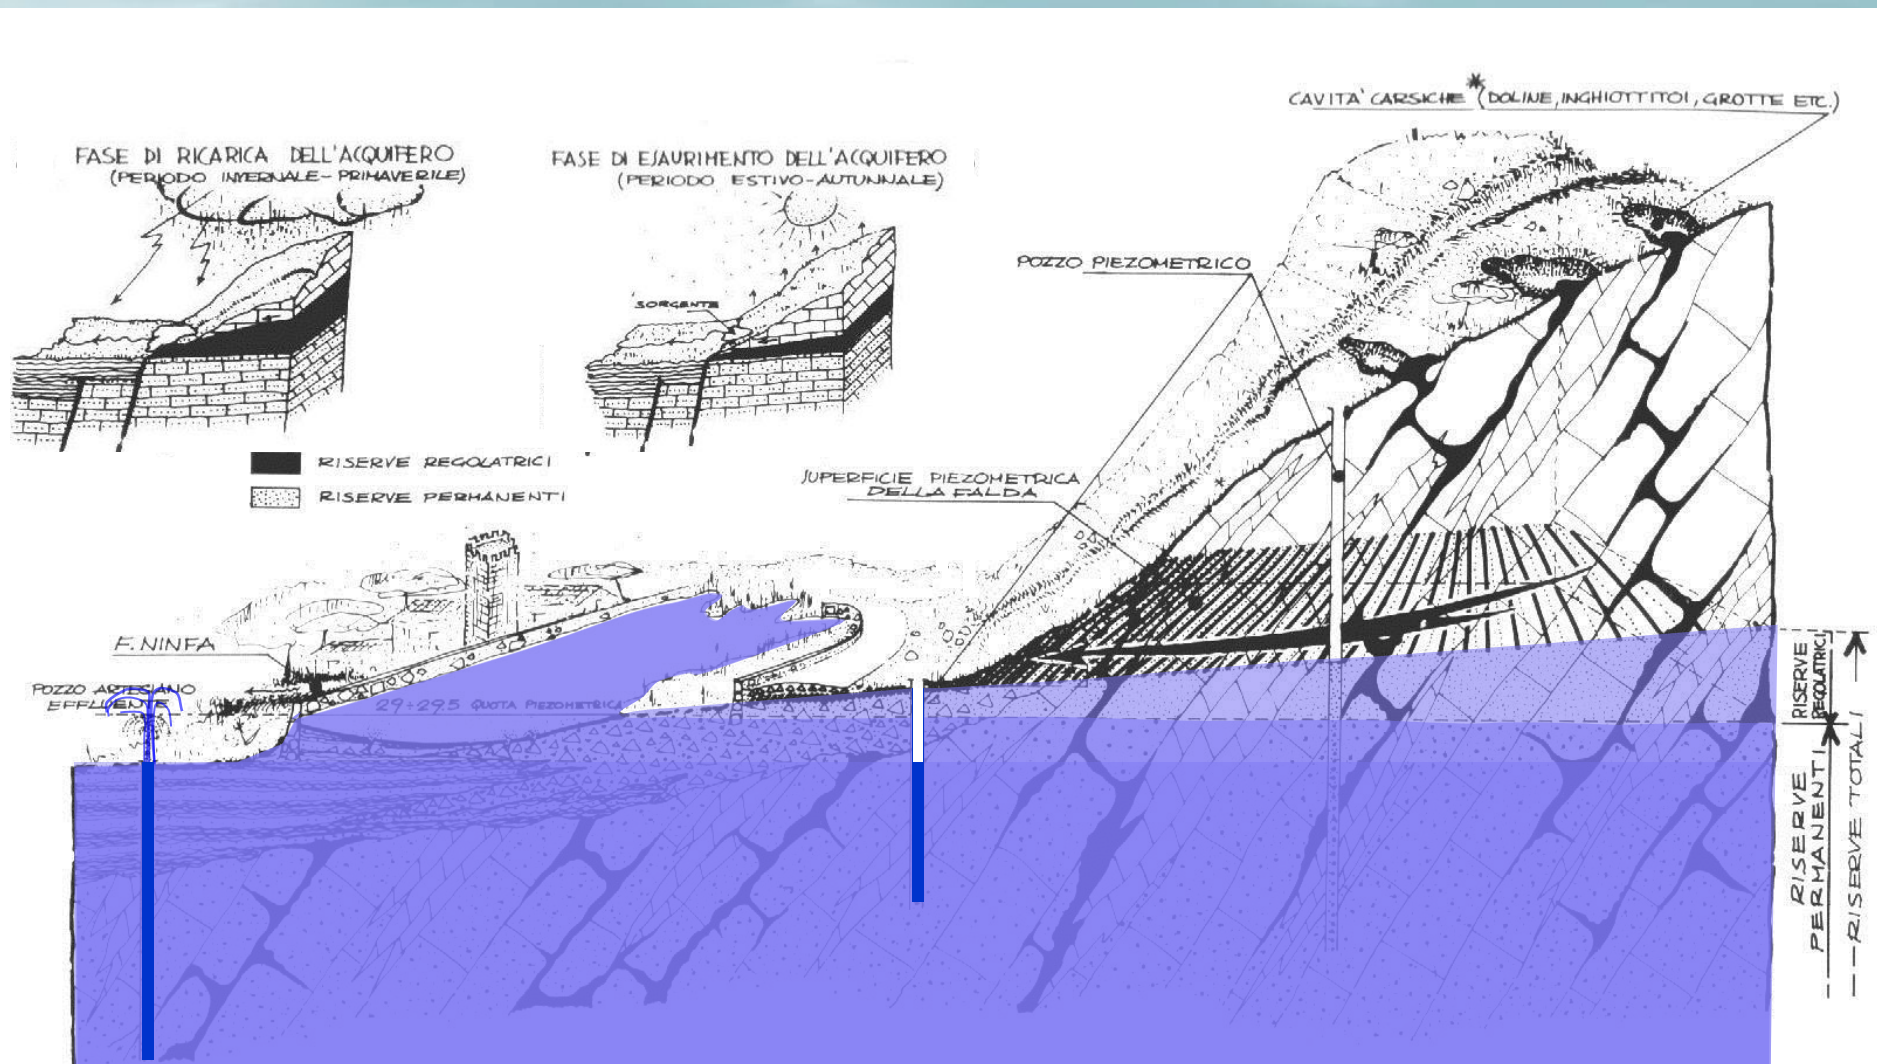 CAVITA' CARSICHE * (DOLINE, INGHIOTTITOI, GROTTE ETC.)
FASE DI RICARICA DELL'ACQUIFERO
(PERIODO INVERNALE-PRIMAVERILE)
FASE DI ESAURIMENTO DELL'ACQUIFERO
(PERIODO ESTIVO-AUTUNNALE)
POZZO PIEZOMETRICO
SORGENTE
RISERVE REGOLATRICI
RISERVE PERMANENTI
SUPERFICIE PIEZOMETRICA
DELLA FALDA
F. NINFA
POZZO ARTESIANO
EFFLUENTE
29÷29.5 QUOTA PIEZOMETRICA
RISERVE
REGOLATRICI
RISERVE
PERMANENTI
RISERVE TOTALI